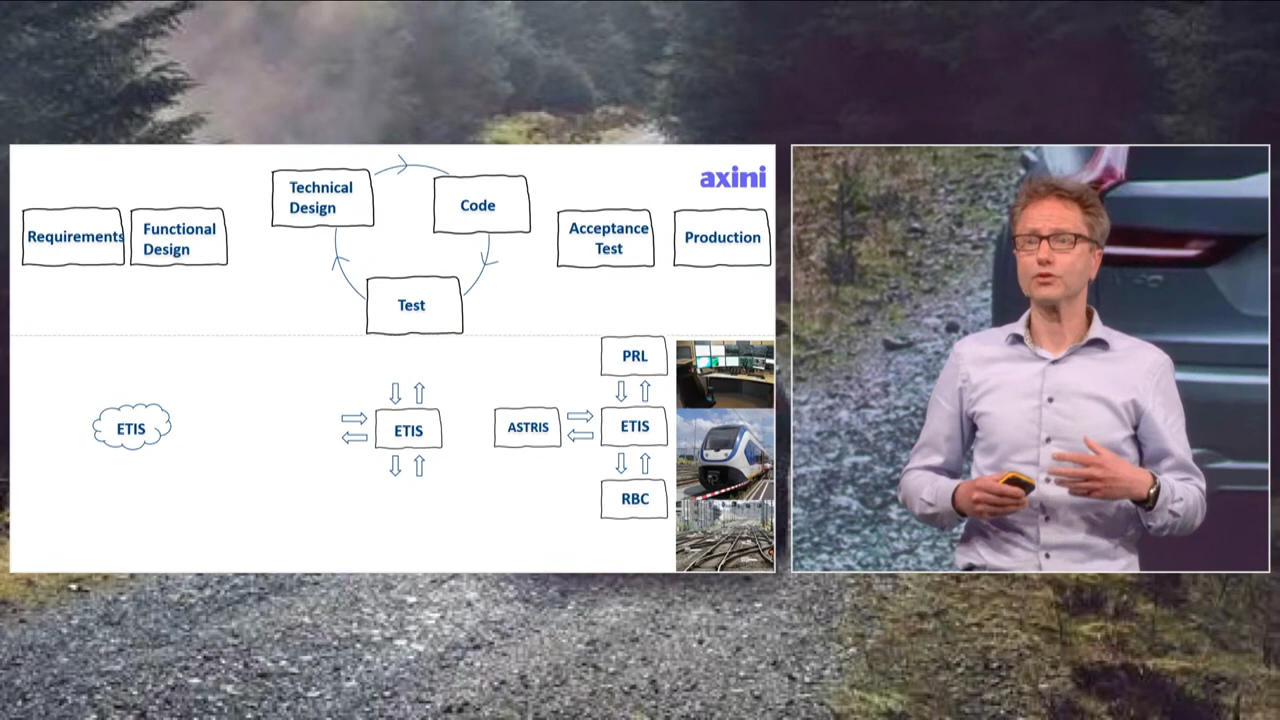 axini
Requirements
Functional
Design
Technical
Design
Code
Test
Acceptance
Test
Production
ETIS
ETIS
ASTRIS
PRL
ETIS
RBC